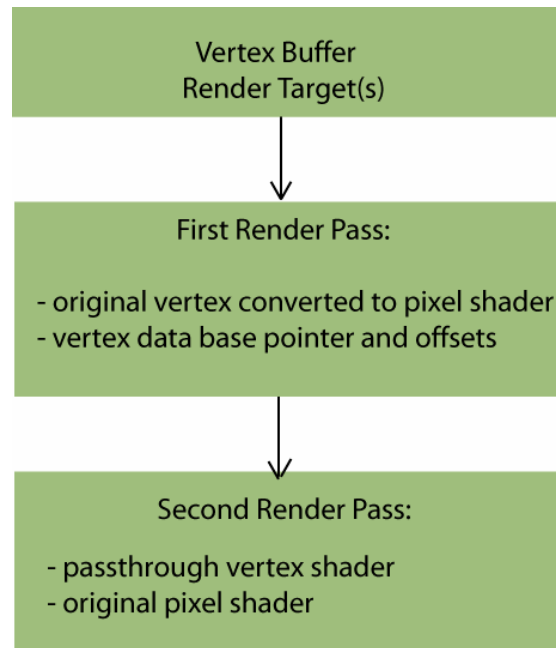 Vertex Buffer
Render Target(s)
First Render Pass:
- original vertex converted to pixel shader
- vertex data base pointer and offsets
Second Render Pass:
- passthrough vertex shader
- original pixel shader